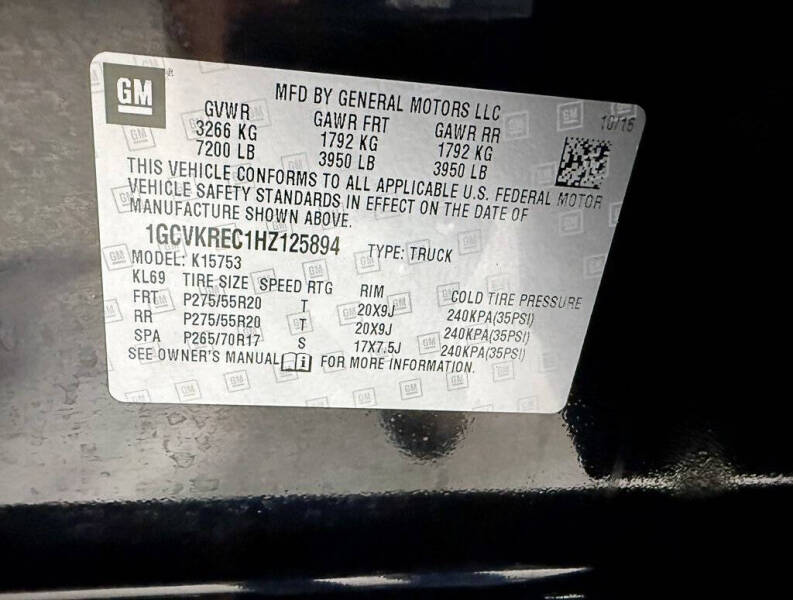 GM
MFD BY GENERAL MOTORS LLC
10/16
GVWR GAWR FRT GAWR RR
3266 KG 1792 KG 1792 KG
7200 LB 3950 LB 3950 LB
THIS VEHICLE CONFORMS TO ALL APPLICABLE U.S. FEDERAL MOTOR
VEHICLE SAFETY STANDARDS IN EFFECT ON THE DATE OF
MANUFACTURE SHOWN ABOVE.
1GCVKREC1HZ125894 TYPE: TRUCK
MODEL: K15753
KL69 TIRE SIZE SPEED RTG RIM COLD TIRE PRESSURE
FRT P275/55R20 T 20X9J 240KPA(35PSI)
RR P275/55R20 T 20X9J 240KPA(35PSI)
SPA P265/70R17 S 17X7.5J 240KPA(35PSI)
SEE OWNER'S MANUAL i FOR MORE INFORMATION.